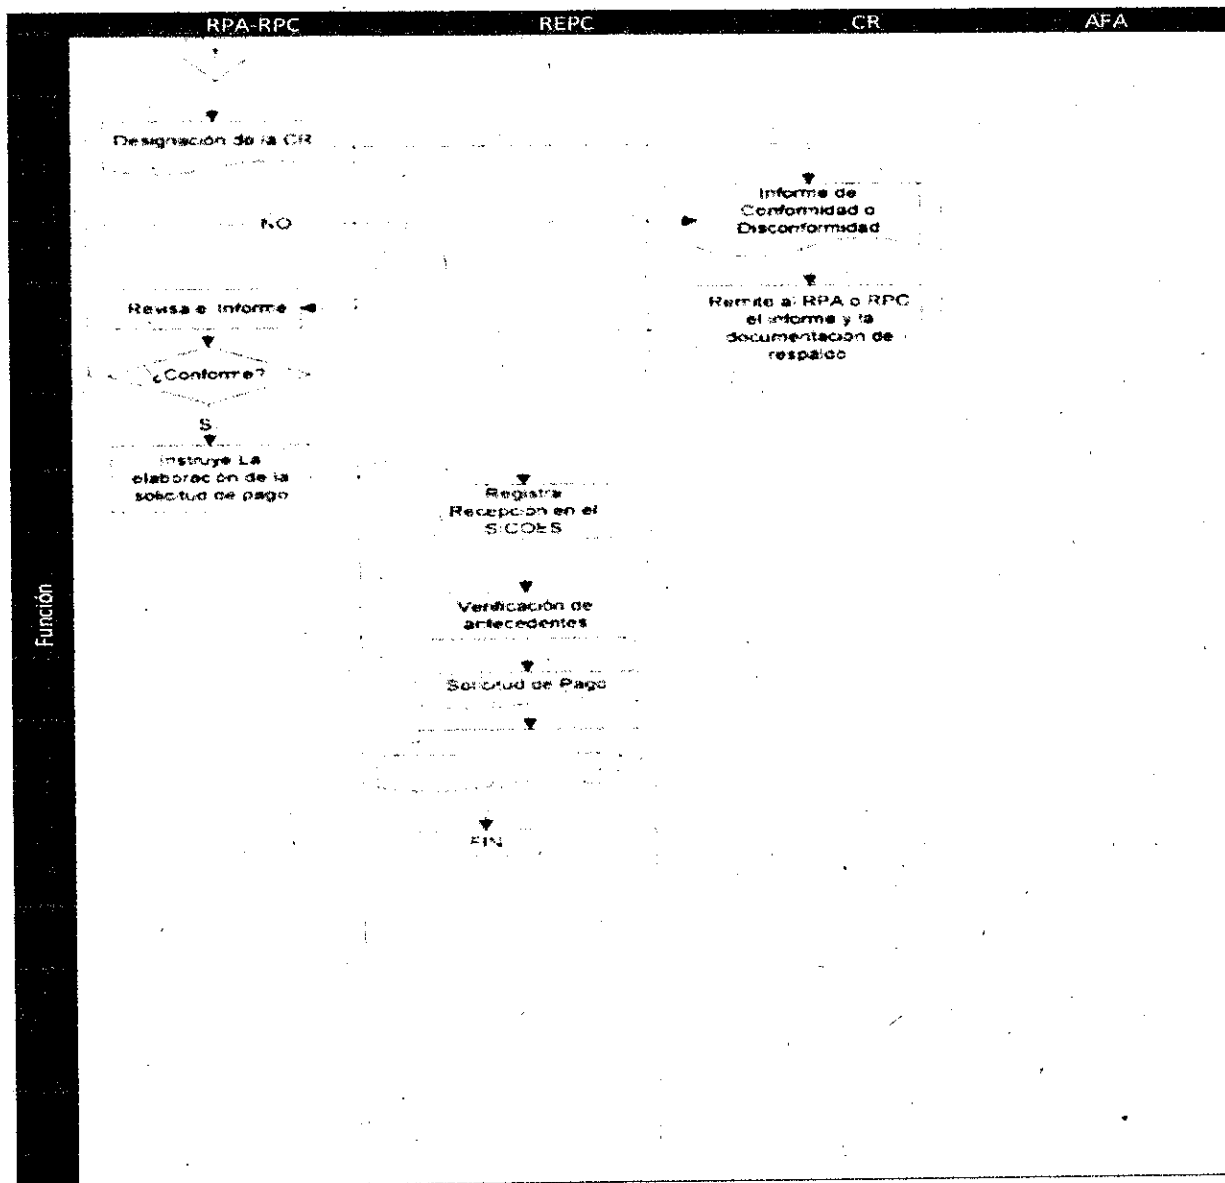 RPA-RPC
REPC
CR
AFA
Función
1
Designación de la CR
Informe de
Conformidad o
Disconformidad
NO
Revisa el Informe
Remite al RPA o RPC
el informe y la
documentación de
respaldo
¿Conforme?
S
Instruye La
elaboración de la
solicitud de pago
Registra
Recepción en el
SICOES
Verificación de
antecedentes
Solicitud de Pago
FIN